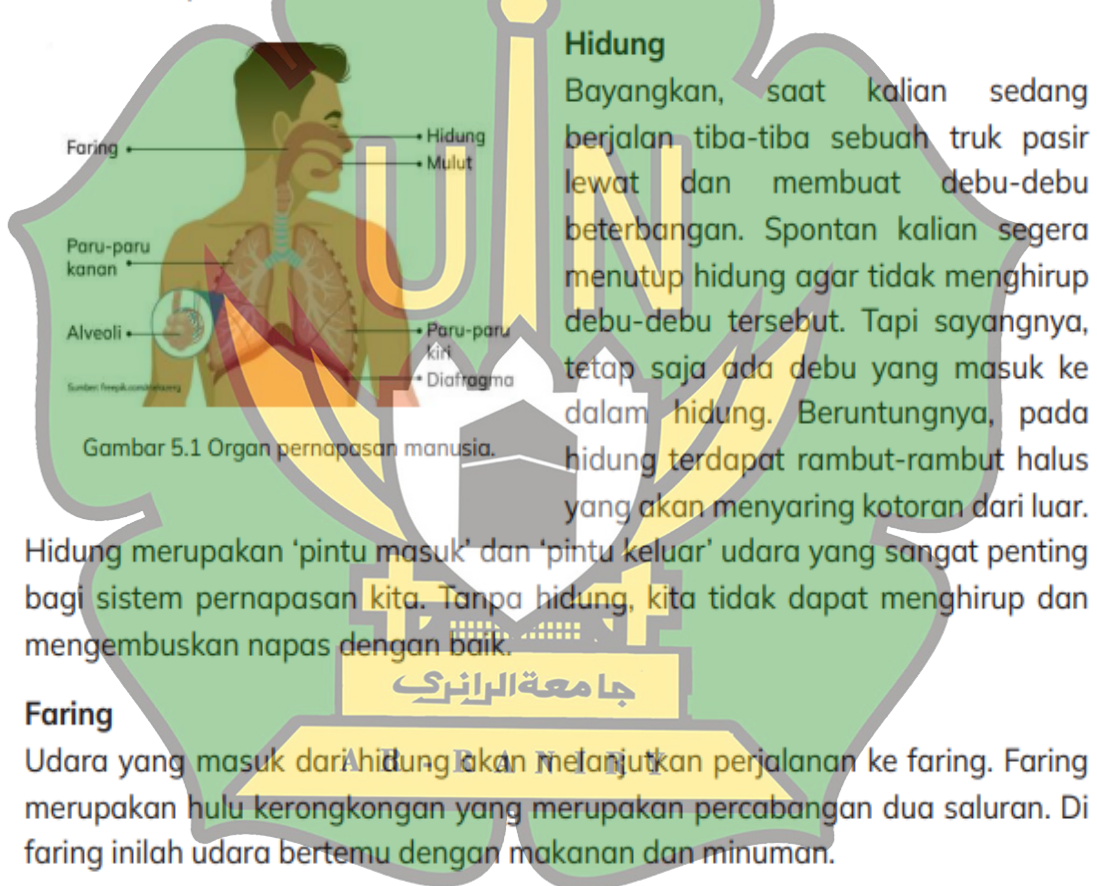 Faring
Hidung
Mulut
Paru-paru
kanan
Alveoli
Paru-paru
kiri
Diafragma
Gambar 5.1 Organ pernapasan manusia.
Hidung
Bayangkan, saat kalian sedang
berjalan tiba-tiba sebuah truk pasir
lewat dan membuat debu-debu
beterbangan. Spontan kalian segera
menutup hidung agar tidak menghirup
debu-debu tersebut. Tapi sayangnya,
tetap saja ada debu yang masuk ke
dalam hidung. Beruntungnya, pada
hidung terdapat rambut-rambut halus
yang akan menyaring kotoran dari luar.
Hidung merupakan ‘pintu masuk’ dan ‘pintu keluar’ udara yang sangat penting
bagi sistem pernapasan kita. Tanpa hidung, kita tidak dapat menghirup dan
mengembuskan napas dengan baik.
Faring
Udara yang masuk dari hidung akan melanjutkan perjalanan ke faring. Faring
merupakan hulu kerongkongan yang merupakan percabangan dua saluran. Di
faring inilah udara bertemu dengan makanan dan minuman.
UIN
جامعة الرانري
AR-RANIRY